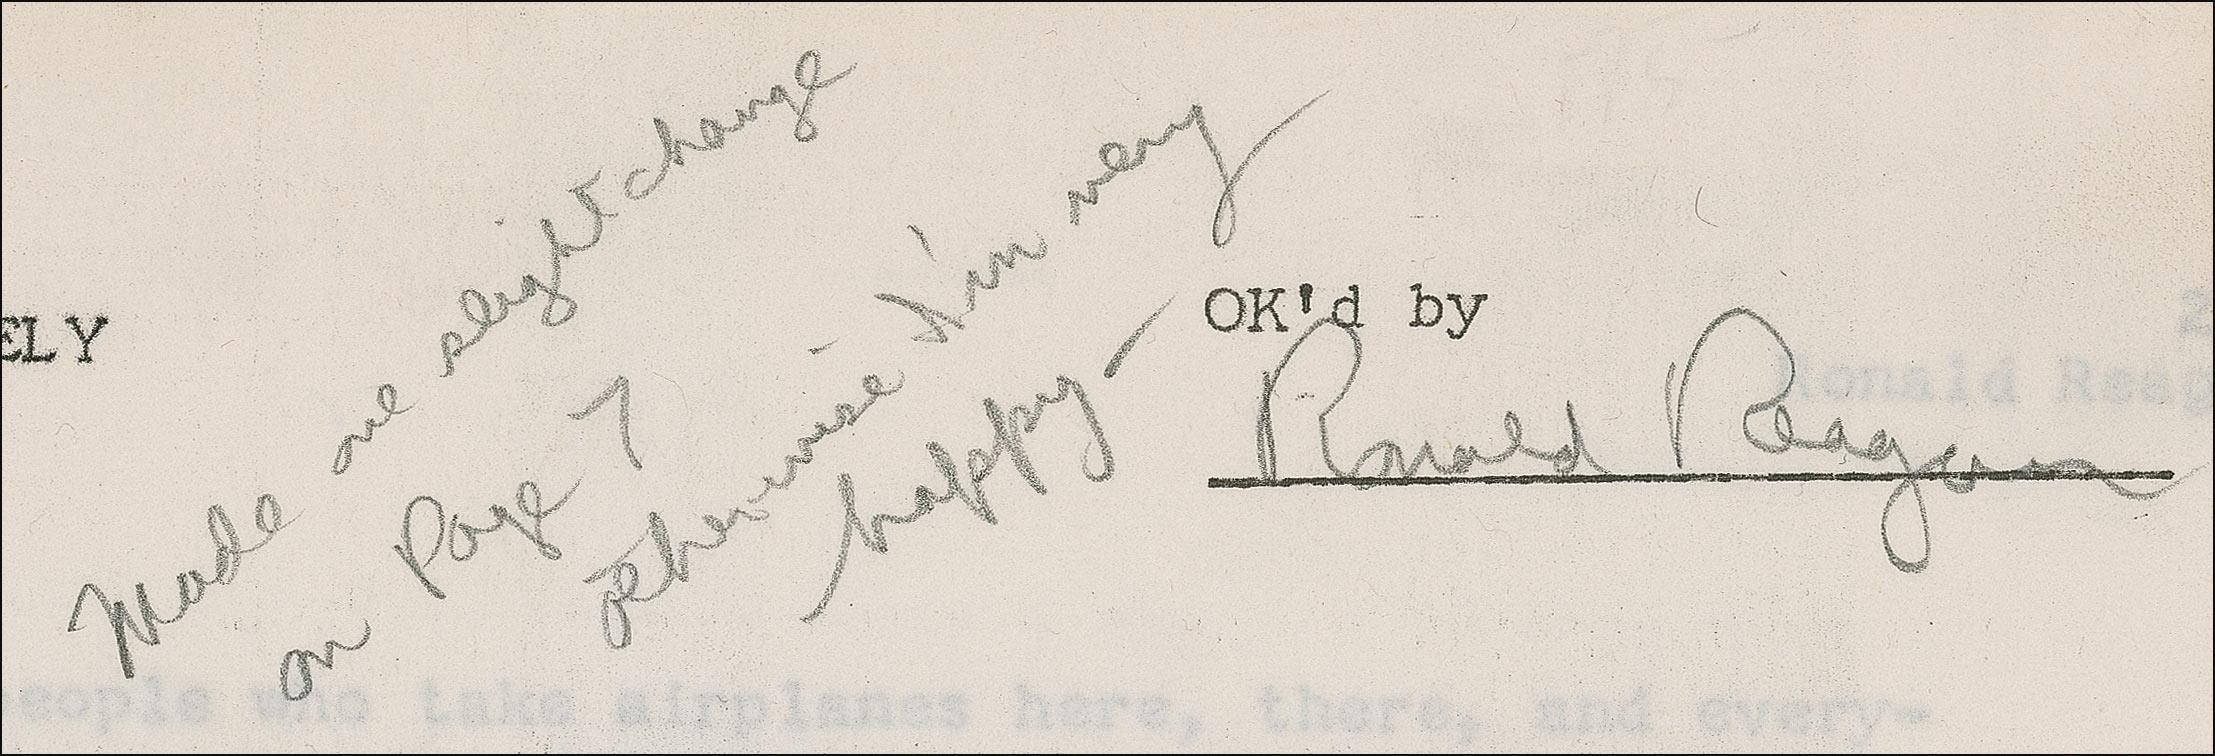 Made one slight change
on Page 7
otherwise I'm very
happy –
ELY
OK'd by
Ronald Reagan
2
Ronald Reag
people who take airplanes here, there, and every-